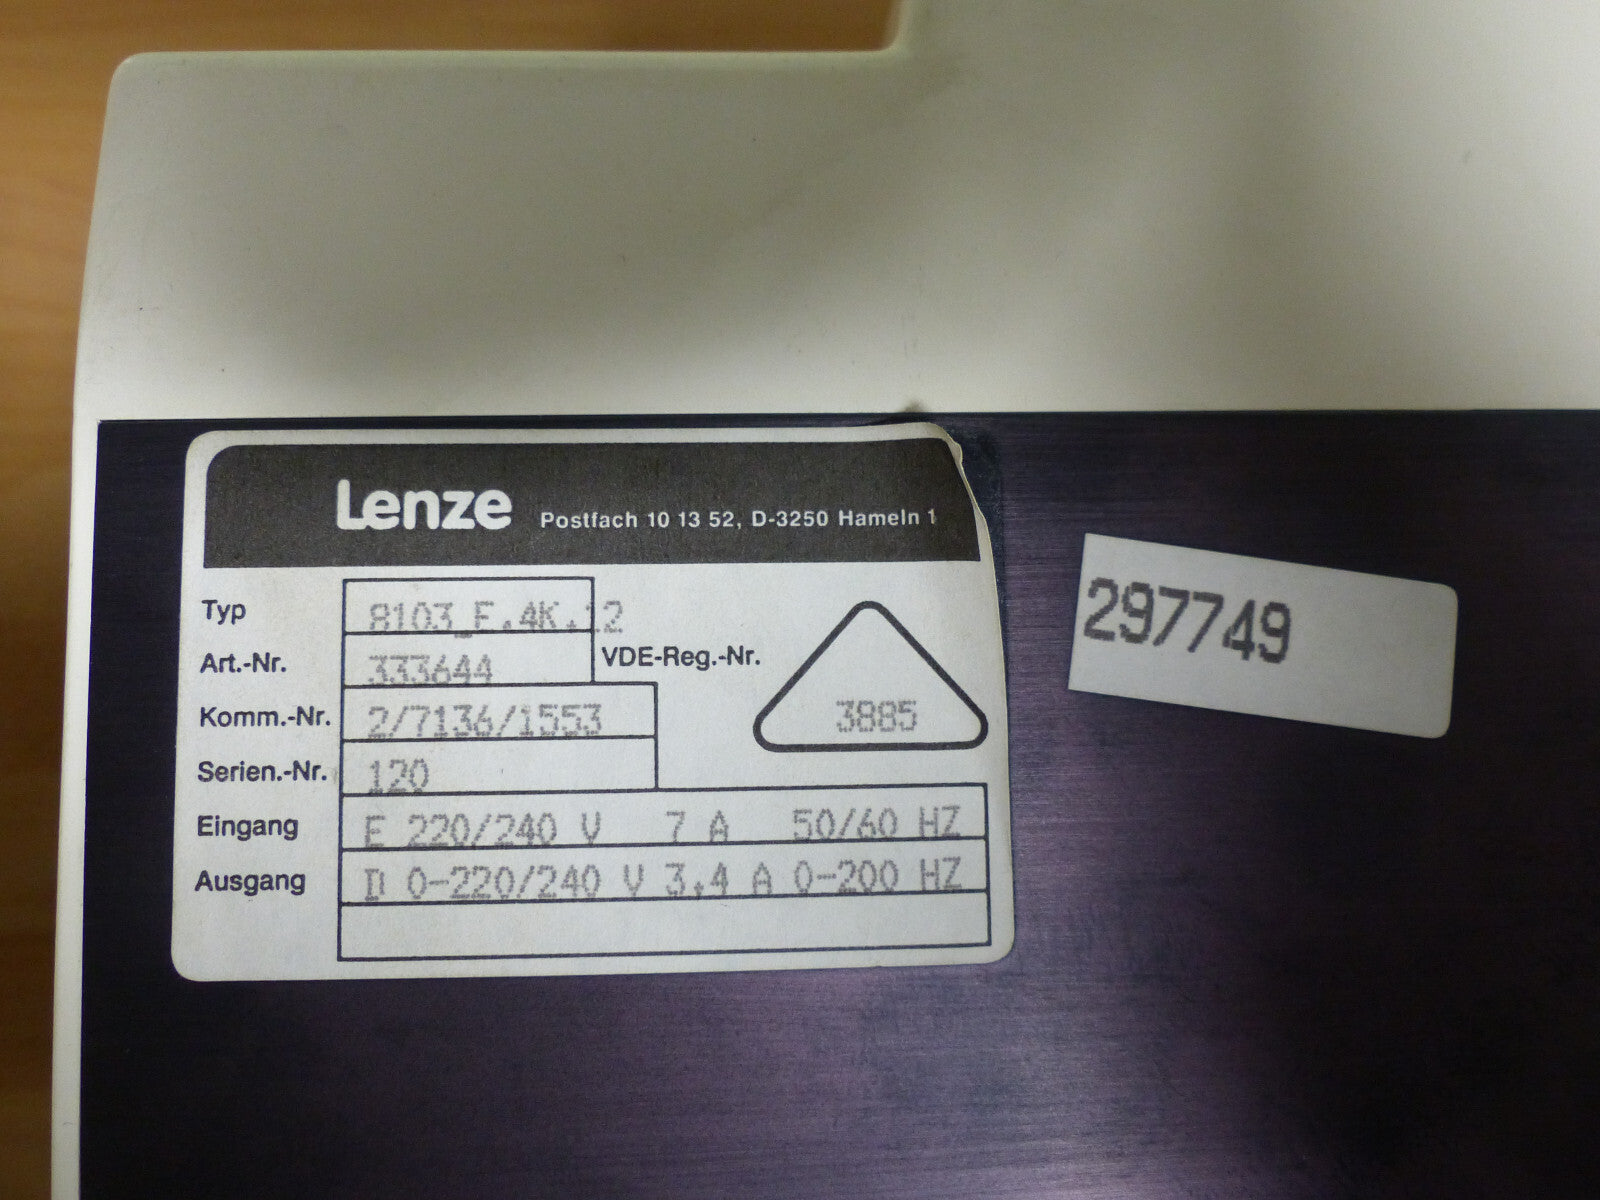 Lenze Postfach 10 13 52, D-3250 Hameln 1
Typ 8103_E.4K.12
Art.-Nr. 333644
VDE-Reg.-Nr. 3885
Komm.-Nr. 2/7136/1553
Serien.-Nr. 120
Eingang E 220/240 V 7 A 50/60 HZ
Ausgang D 0-220/240 V 3,4 A 0-200 HZ
297749